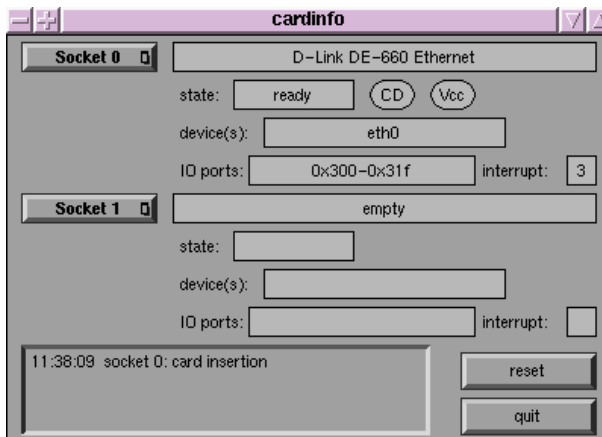 cardinfo
Socket 0 D-Link DE-660 Ethernet
state: ready CD Vcc
device(s): eth0
IO ports: 0x300-0x31f interrupt: 3
Socket 1 empty
state:
device(s):
IO ports: interrupt:
11:38:09 socket 0: card insertion
reset
quit